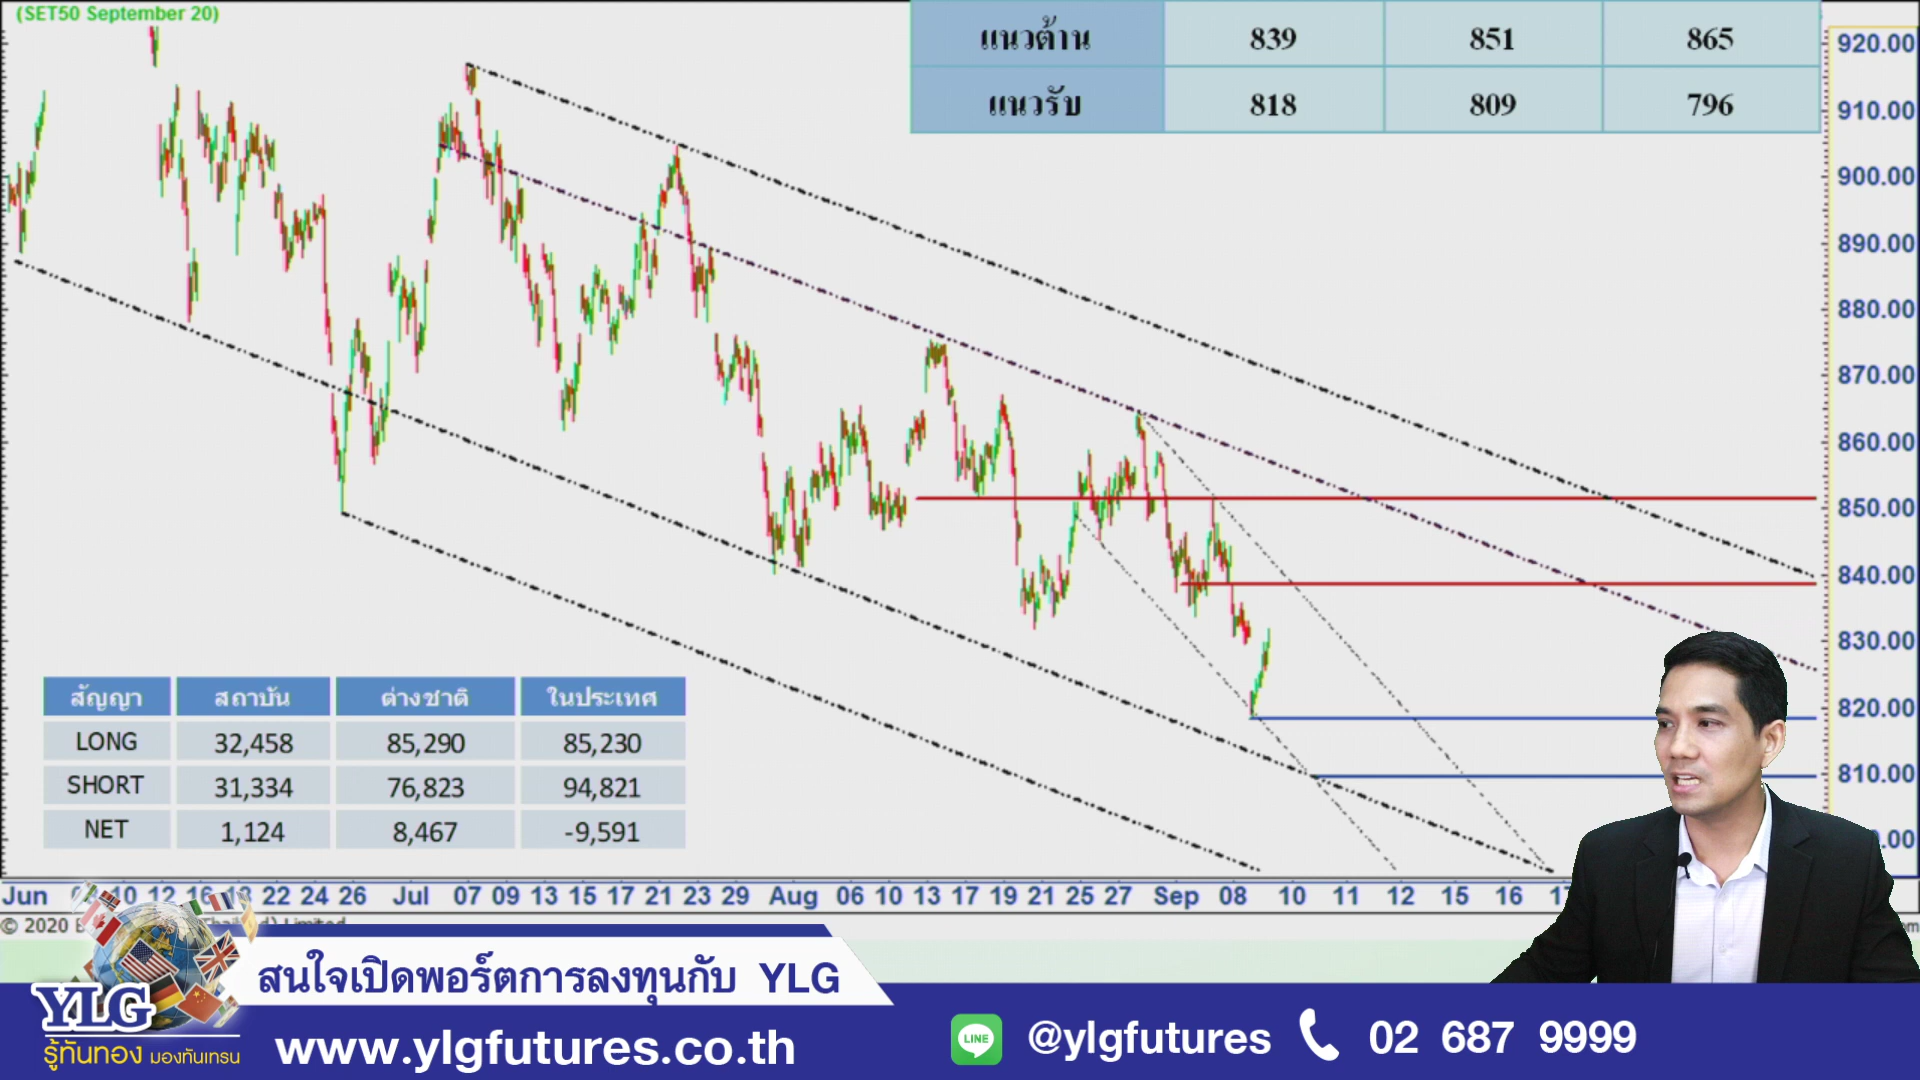 (SET50 September 20)
แนวต้าน 839 851 865
แนวรับ 818 809 796
920.00
910.00
900.00
890.00
880.00
870.00
860.00
850.00
840.00
830.00
820.00
810.00
สัญญา สถาบัน ต่างชาติ ในประเทศ
LONG 32,458 85,290 85,230
SHORT 31,334 76,823 94,821
NET 1,124 8,467 -9,591
Jun 10 12 16 18 22 24 26 Jul 07 09 13 15 17 21 23 29 Aug 06 10 13 17 19 21 25 27 Sep 08 10 11 12 15 16
© 2020 Limited
สนใจเปิดพอร์ตการลงทุนกับ YLG
YLG
รู้ทันทอง มองทันเทรน
www.ylgfutures.co.th
LINE
@ylgfutures
02 687 9999